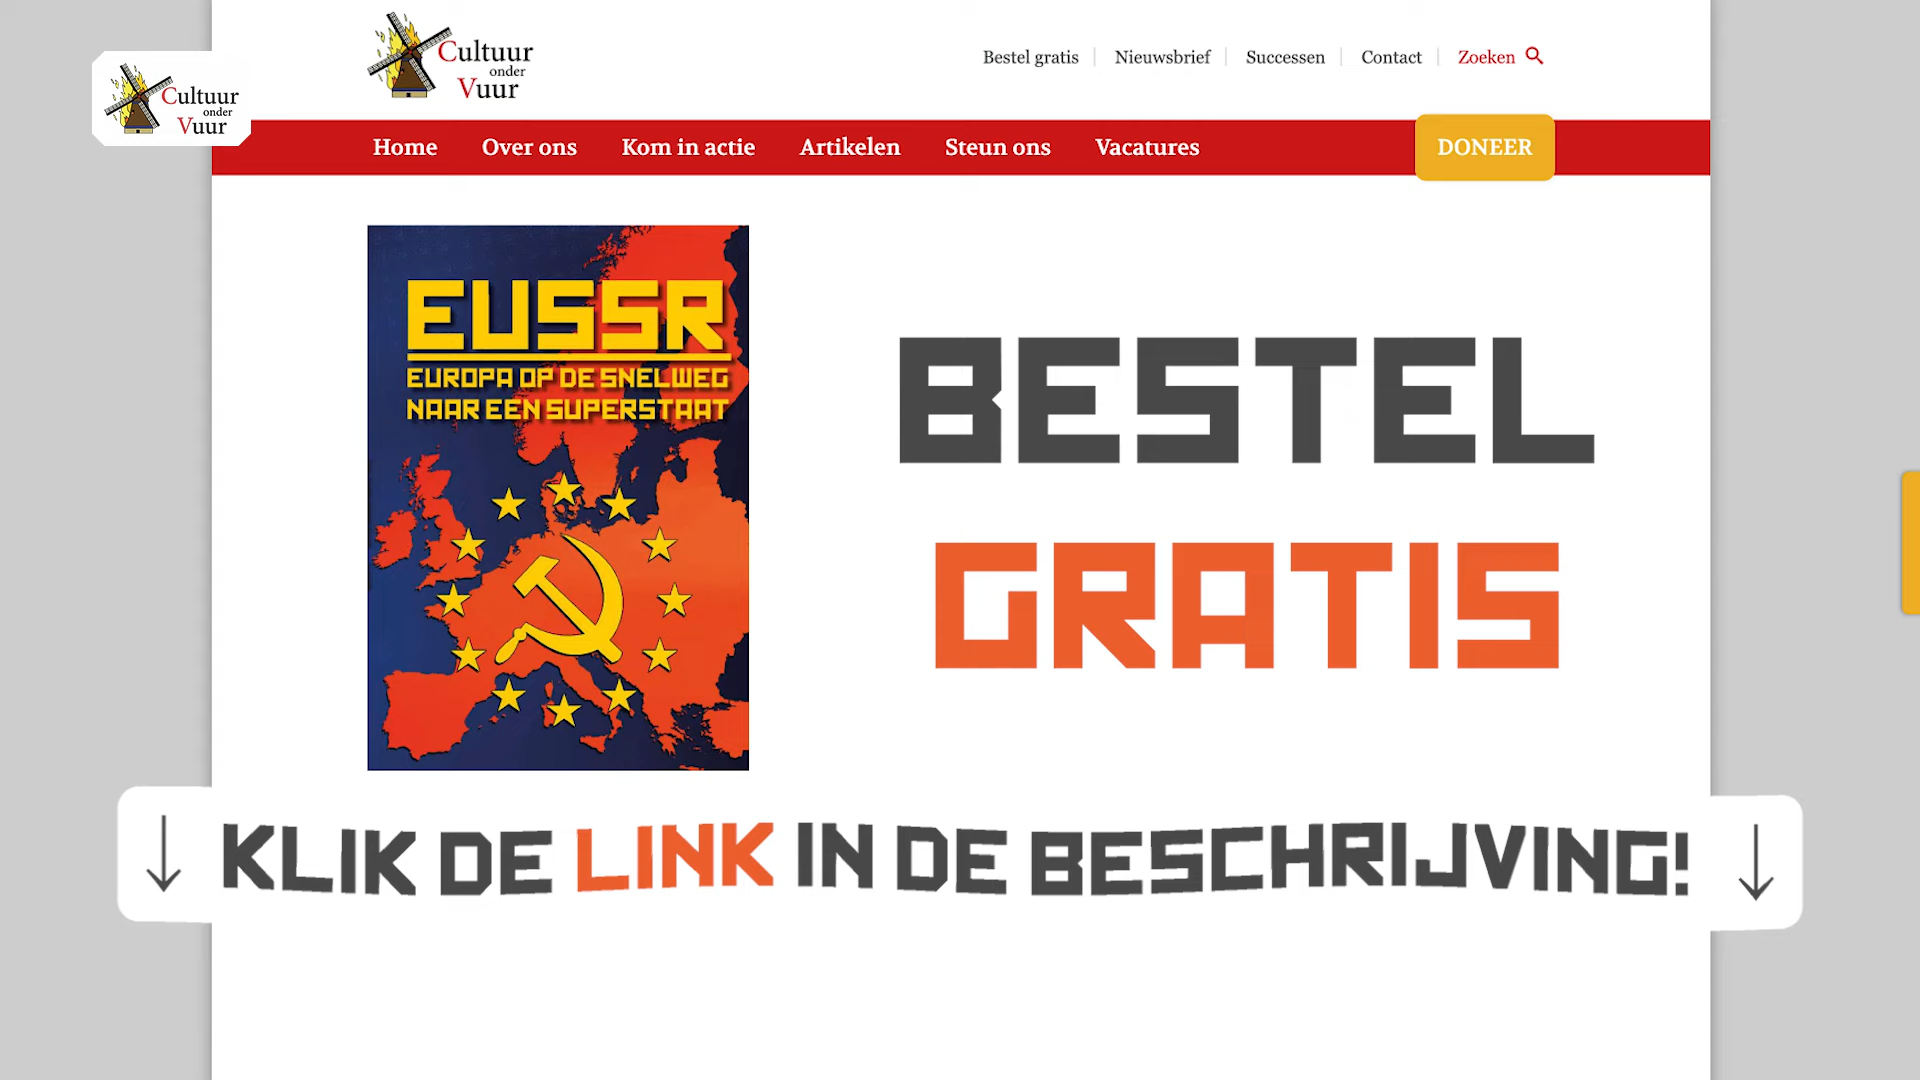 Cultuur
onder
Vuur
Bestel gratis
Nieuwsbrief
Successen
Contact
Zoeken
Cultuur
onder
Vuur
Home
Over ons
Kom in actie
Artikelen
Steun ons
Vacatures
DONEER
EUSSR
EUROPA OP DE SNELWEG
NAAR EEN SUPERSTAAT
BESTEL
GRATIS
KLIK DE LINK IN DE BESCHRIJVING!